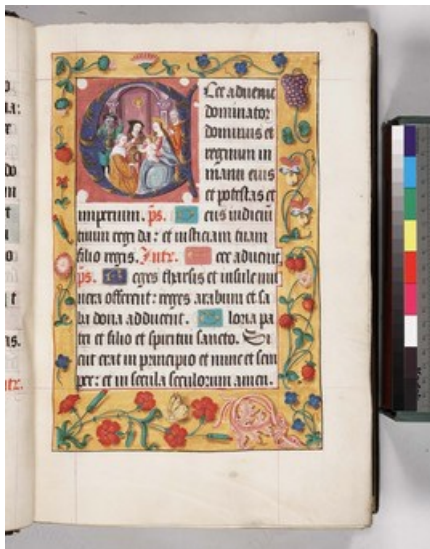 Ecce advenit
dominator
dominus et
regnum in
manu eius
et potestas et
imperium. ps. Deus iudiciū
tuum regi da: et iusticiam tuam
filio regis. Intr. Ecce advenit
ps. Reges tharsis et insule mu
nera offerent: reges arabum et sa
ba dona adducent. Gloria pa
tri et filio et spiritui sancto. Si
cut erat in principio et nunc et sem
per: et in secula seculorum amen.